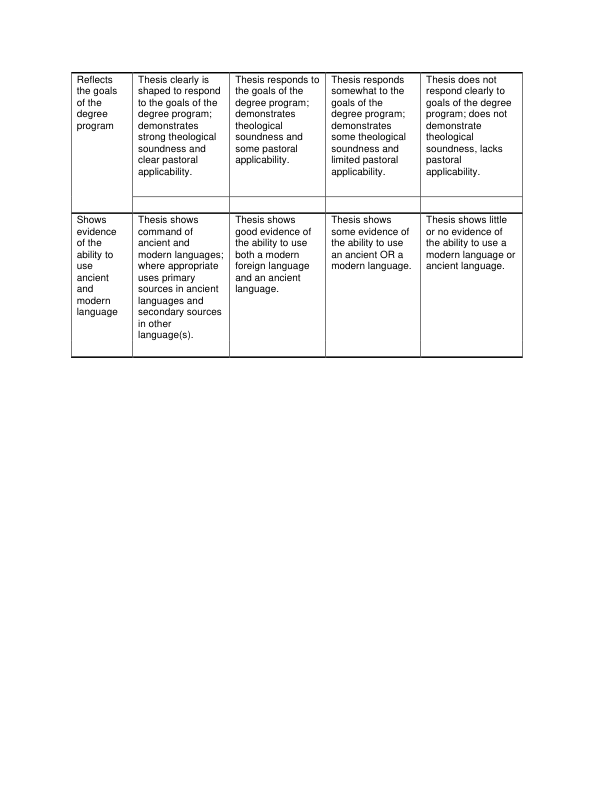 Reflects
the goals
of the
degree
program
Thesis clearly is
shaped to respond
to the goals of the
degree program;
demonstrates
strong theological
soundness and
clear pastoral
applicability.
Thesis responds to
the goals of the
degree program;
demonstrates
theological
soundness and
some pastoral
applicability.
Thesis responds
somewhat to the
goals of the
degree program;
demonstrates
some theological
soundness and
limited pastoral
applicability.
Thesis does not
respond clearly to
goals of the degree
program; does not
demonstrate
theological
soundness, lacks
pastoral
applicability.
Shows
evidence
of the
ability to
use
ancient
and
modern
language
Thesis shows
command of
ancient and
modern languages;
where appropriate
uses primary
sources in ancient
languages and
secondary sources
in other
language(s).
Thesis shows
good evidence of
the ability to use
both a modern
foreign language
and an ancient
language.
Thesis shows
some evidence of
the ability to use
an ancient OR a
modern language.
Thesis shows little
or no evidence of
the ability to use a
modern language or
ancient language.